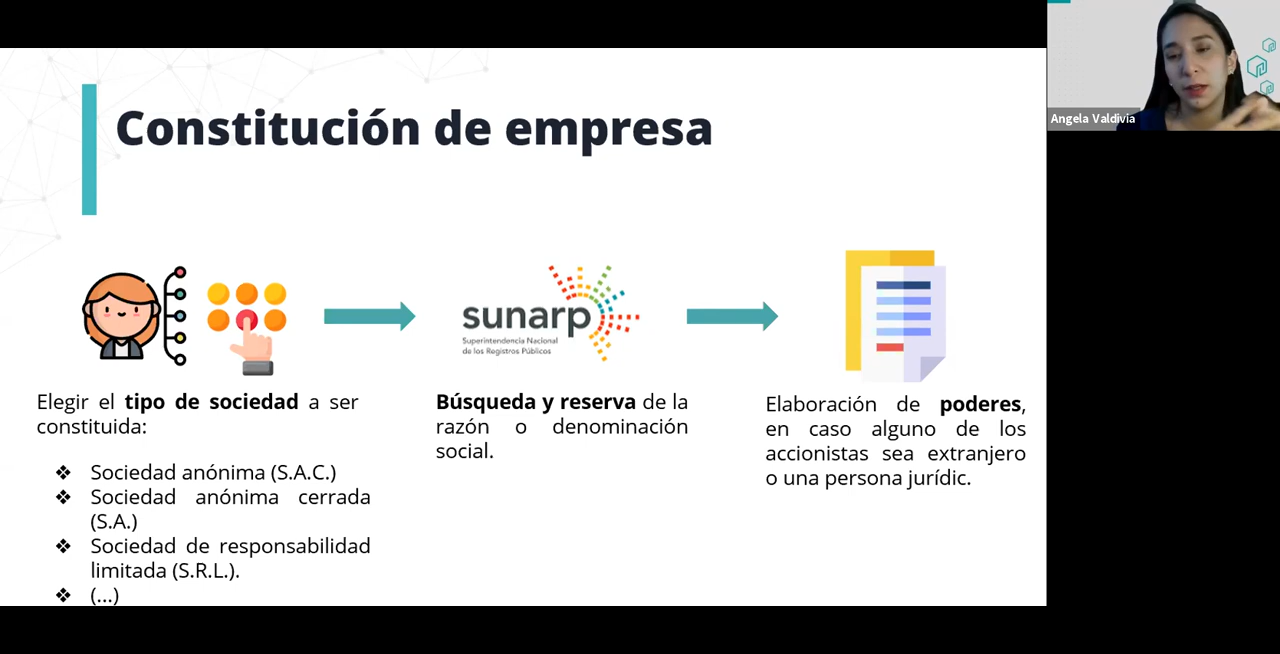 Constitución de empresa
Angela Valdivia
sunarp
Superintendencia Nacional
de los Registros Públicos
Elegir el tipo de sociedad a ser
constituida:
❖ Sociedad anónima (S.A.C.)
❖ Sociedad anónima cerrada
(S.A.)
❖ Sociedad de responsabilidad
limitada (S.R.L.).
❖ (...)
Búsqueda y reserva de la
razón o denominación
social.
Elaboración de poderes,
en caso alguno de los
accionistas sea extranjero
o una persona jurídic.